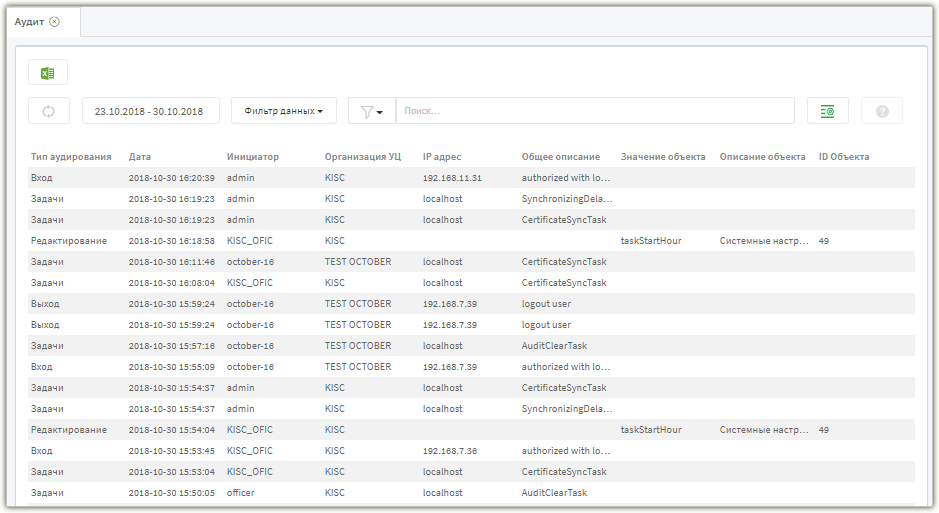 Аудит
23.10.2018 - 30.10.2018 Фильтр данных Поиск...
Тип аудирования Дата Инициатор Организация УЦ IP адрес Общее описание Значение объекта Описание объекта ID Объекта
Вход 2018-10-30 16:20:39 admin KISC 192.168.11.31 authorized with lo...
Задачи 2018-10-30 16:19:23 admin KISC localhost SynchronizingDela...
Задачи 2018-10-30 16:19:23 admin KISC localhost CertificateSyncTask
Редактирование 2018-10-30 16:18:58 KISC_OFIC KISC taskStartHour Системные настр... 49
Задачи 2018-10-30 16:11:46 october-16 TEST OCTOBER localhost CertificateSyncTask
Задачи 2018-10-30 16:08:04 KISC_OFIC KISC localhost CertificateSyncTask
Выход 2018-10-30 15:59:24 october-16 TEST OCTOBER 192.168.7.39 logout user
Выход 2018-10-30 15:59:24 october-16 TEST OCTOBER 192.168.7.39 logout user
Задачи 2018-10-30 15:57:16 october-16 TEST OCTOBER localhost AuditClearTask
Вход 2018-10-30 15:55:09 october-16 TEST OCTOBER 192.168.7.39 authorized with lo...
Задачи 2018-10-30 15:54:37 admin KISC localhost CertificateSyncTask
Задачи 2018-10-30 15:54:37 admin KISC localhost SynchronizingDela...
Редактирование 2018-10-30 15:54:04 KISC_OFIC KISC taskStartHour Системные настр... 49
Вход 2018-10-30 15:53:45 KISC_OFIC KISC 192.168.7.36 authorized with lo...
Задачи 2018-10-30 15:53:04 KISC_OFIC KISC localhost CertificateSyncTask
Задачи 2018-10-30 15:50:05 officer KISC localhost AuditClearTask